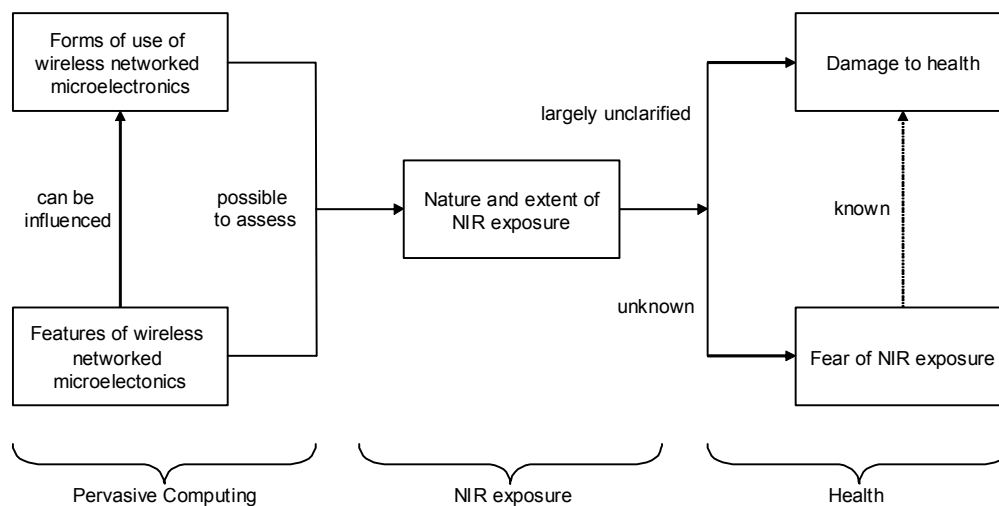 Forms of use of
wireless networked
microelectronics
Damage to health
largely unclarified
can be
influenced
possible
to assess
Nature and extent of
NIR exposure
known
unknown
Features of wireless
networked
microelectonics
Fear of NIR exposure
Pervasive Computing
NIR exposure
Health